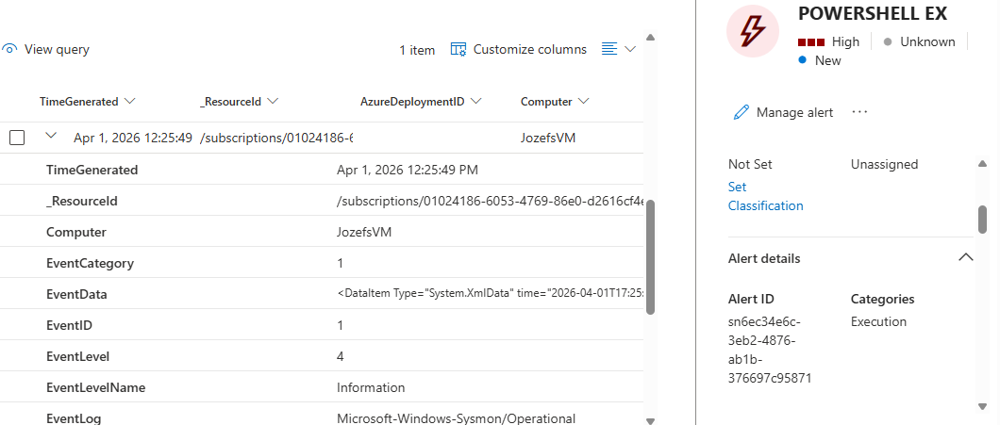 View query
1 item
Customize columns
TimeGenerated _ResourceId AzureDeploymentID Computer
Apr 1, 2026 12:25:49 /subscriptions/01024186-6 JozefsVM
TimeGenerated Apr 1, 2026 12:25:49 PM
_ResourceId /subscriptions/01024186-6053-4769-86e0-d2616cf4e
Computer JozefsVM
EventCategory 1
EventData <DataItem Type="System.XmlData" time="2026-04-01T17:25:
EventID 1
EventLevel 4
EventLevelName Information
EventLog Microsoft-Windows-Sysmon/Operational
POWERSHELL EX
High Unknown
New
Manage alert ...
Not Set Unassigned
Set
Classification
Alert details
Alert ID Categories
sn6ec34e6c- Execution
3eb2-4876-
ab1b-
376697c95871